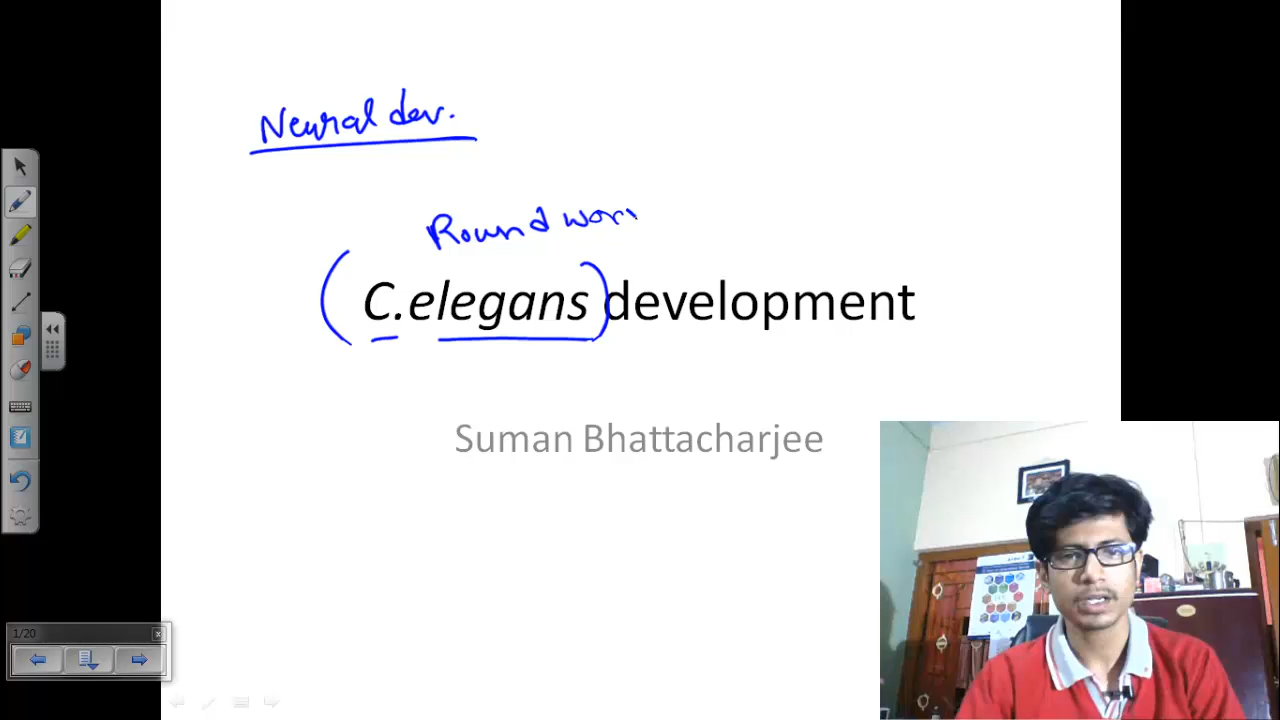 Neural dev.
Round wor
C.elegans development
Suman Bhattacharjee
1/20